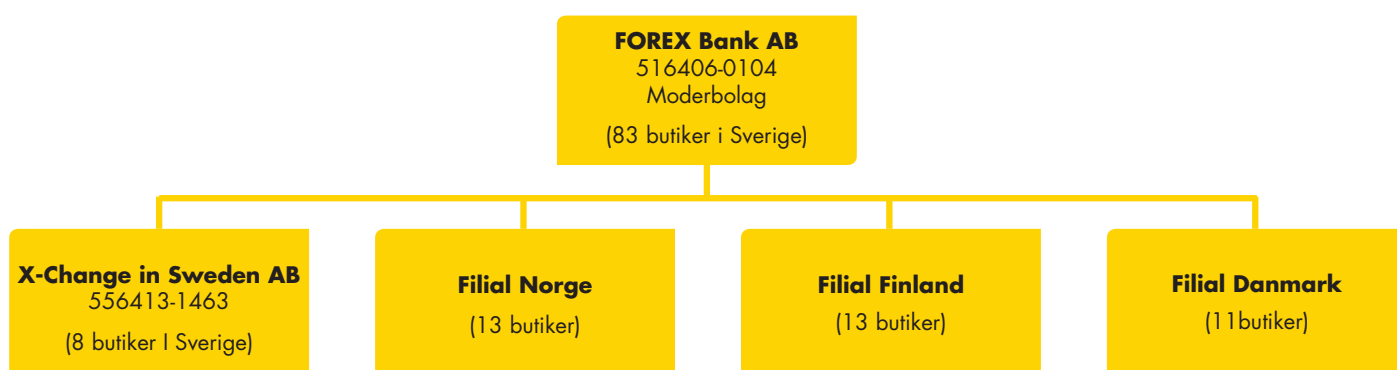 FOREX Bank AB
516406-0104
Moderbolag
(83 butiker i Sverige)
X-Change in Sweden AB
556413-1463
(8 butiker I Sverige)
Filial Norge
(13 butiker)
Filial Finland
(13 butiker)
Filial Danmark
(11butiker)